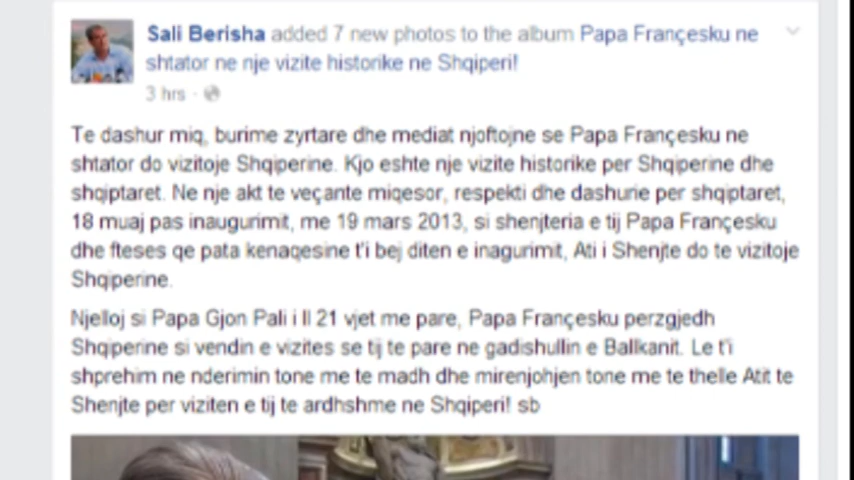 Sali Berisha added 7 new photos to the album Papa Françesku ne
shtator ne nje vizite historike ne Shqiperi!
3 hrs ·
Te dashur miq, burime zyrtare dhe mediat njoftojne se Papa Françesku ne
shtator do vizitoje Shqiperine. Kjo eshte nje vizite historike per Shqiperine dhe
shqiptaret. Ne nje akt te veçante miqesor, respekti dhe dashurie per shqiptaret,
18 muaj pas inaugurimit, me 19 mars 2013, si shenjteria e tij Papa Françesku
dhe fteses qe pata kenaqesine t'i bej diten e inagurimit, Ati i Shenjte do te vizitoje
Shqiperine.
Njelloj si Papa Gjon Pali i II 21 vjet me pare, Papa Françesku perzgjedh
Shqiperine si vendin e vizites se tij te pare ne gadishullin e Ballkanit. Le t'i
shprehim ne nderimin tone me te madh dhe mirenjohjen tone me te thelle Atit te
Shenjte per viziten e tij te ardhshme ne Shqiperi! sb